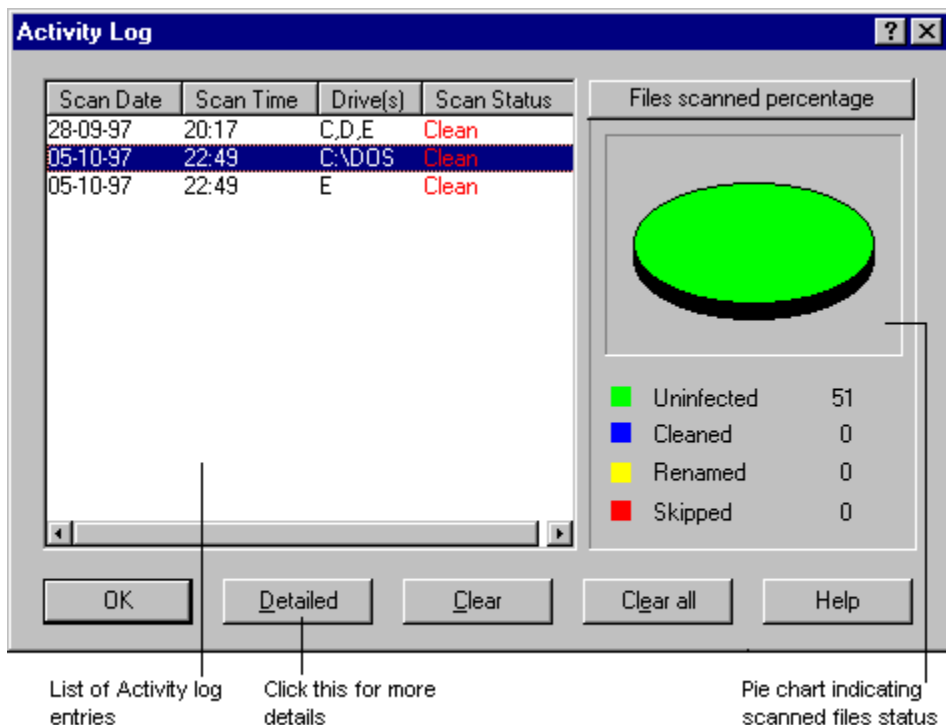 Activity Log
Scan Date Scan Time Drive(s) Scan Status
28-09-97 20:17 C,D,E Clean
05-10-97 22:49 C:\DOS Clean
05-10-97 22:49 E Clean
Files scanned percentage
Uninfected 51
Cleaned 0
Renamed 0
Skipped 0
OK Detailed Clear Clear all Help
List of Activity log
entries
Click this for more
details
Pie chart indicating
scanned files status